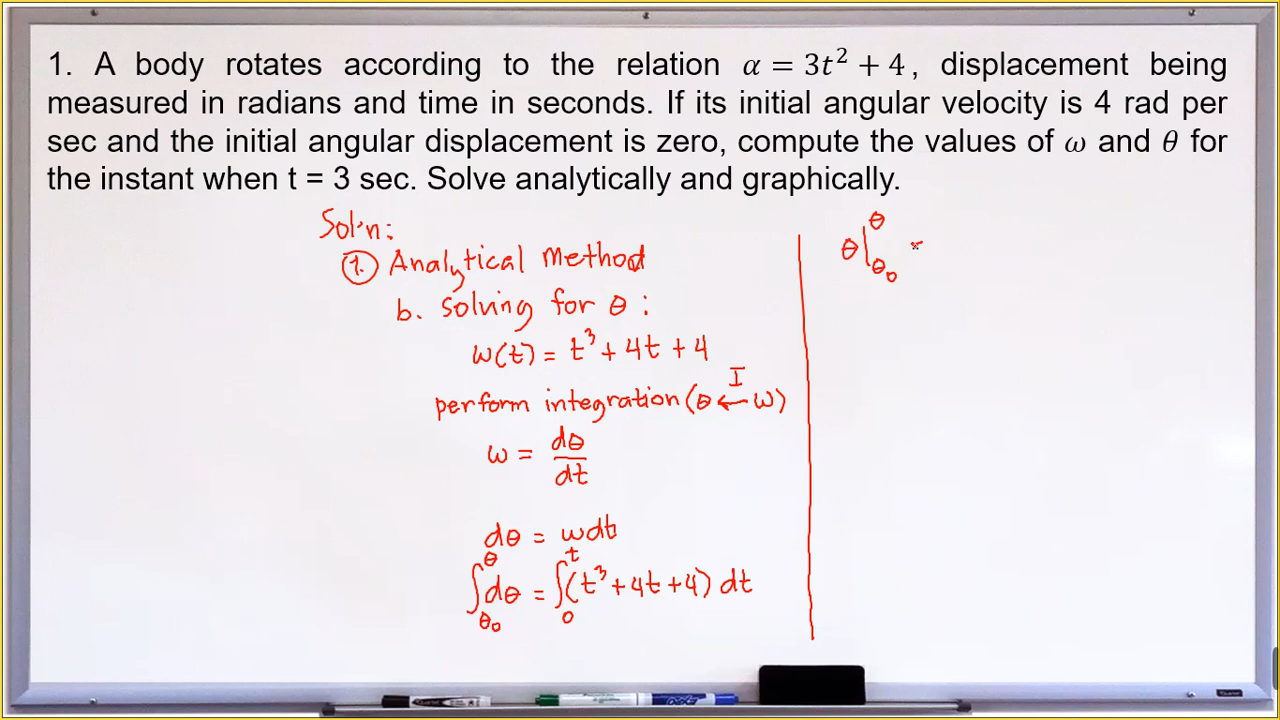 1. A body rotates according to the relation α = 3t² + 4, displacement being
measured in radians and time in seconds. If its initial angular velocity is 4 rad per
sec and the initial angular displacement is zero, compute the values of ω and θ for
the instant when t = 3 sec. Solve analytically and graphically.
Sol'n:
1. Analytical Method
b. Solving for θ :
ω(t) = t³ + 4t + 4
perform integration (θ ←I ω)
ω = dθ/dt
dθ = ωdt
∫θ₀^θ dθ = ∫0^t (t³ + 4t + 4) dt
θ|θ₀^θ =